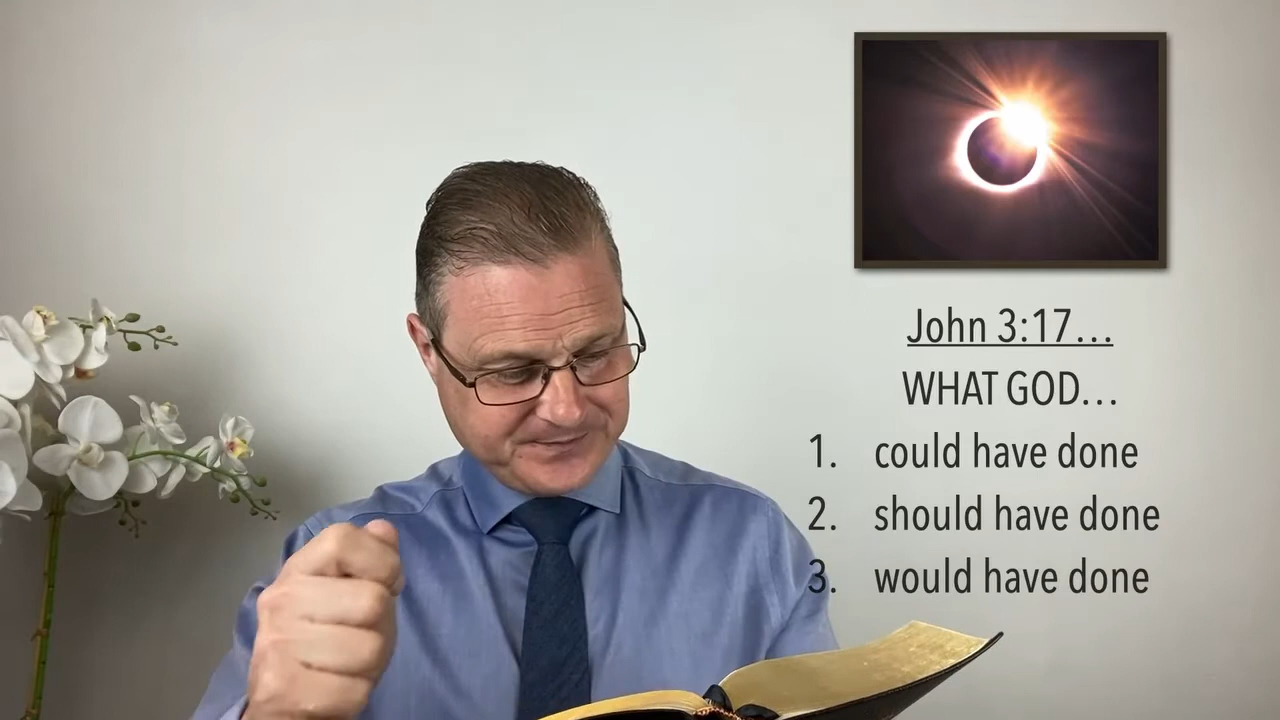 John 3:17...
WHAT GOD...
1. could have done
2. should have done
3. would have done